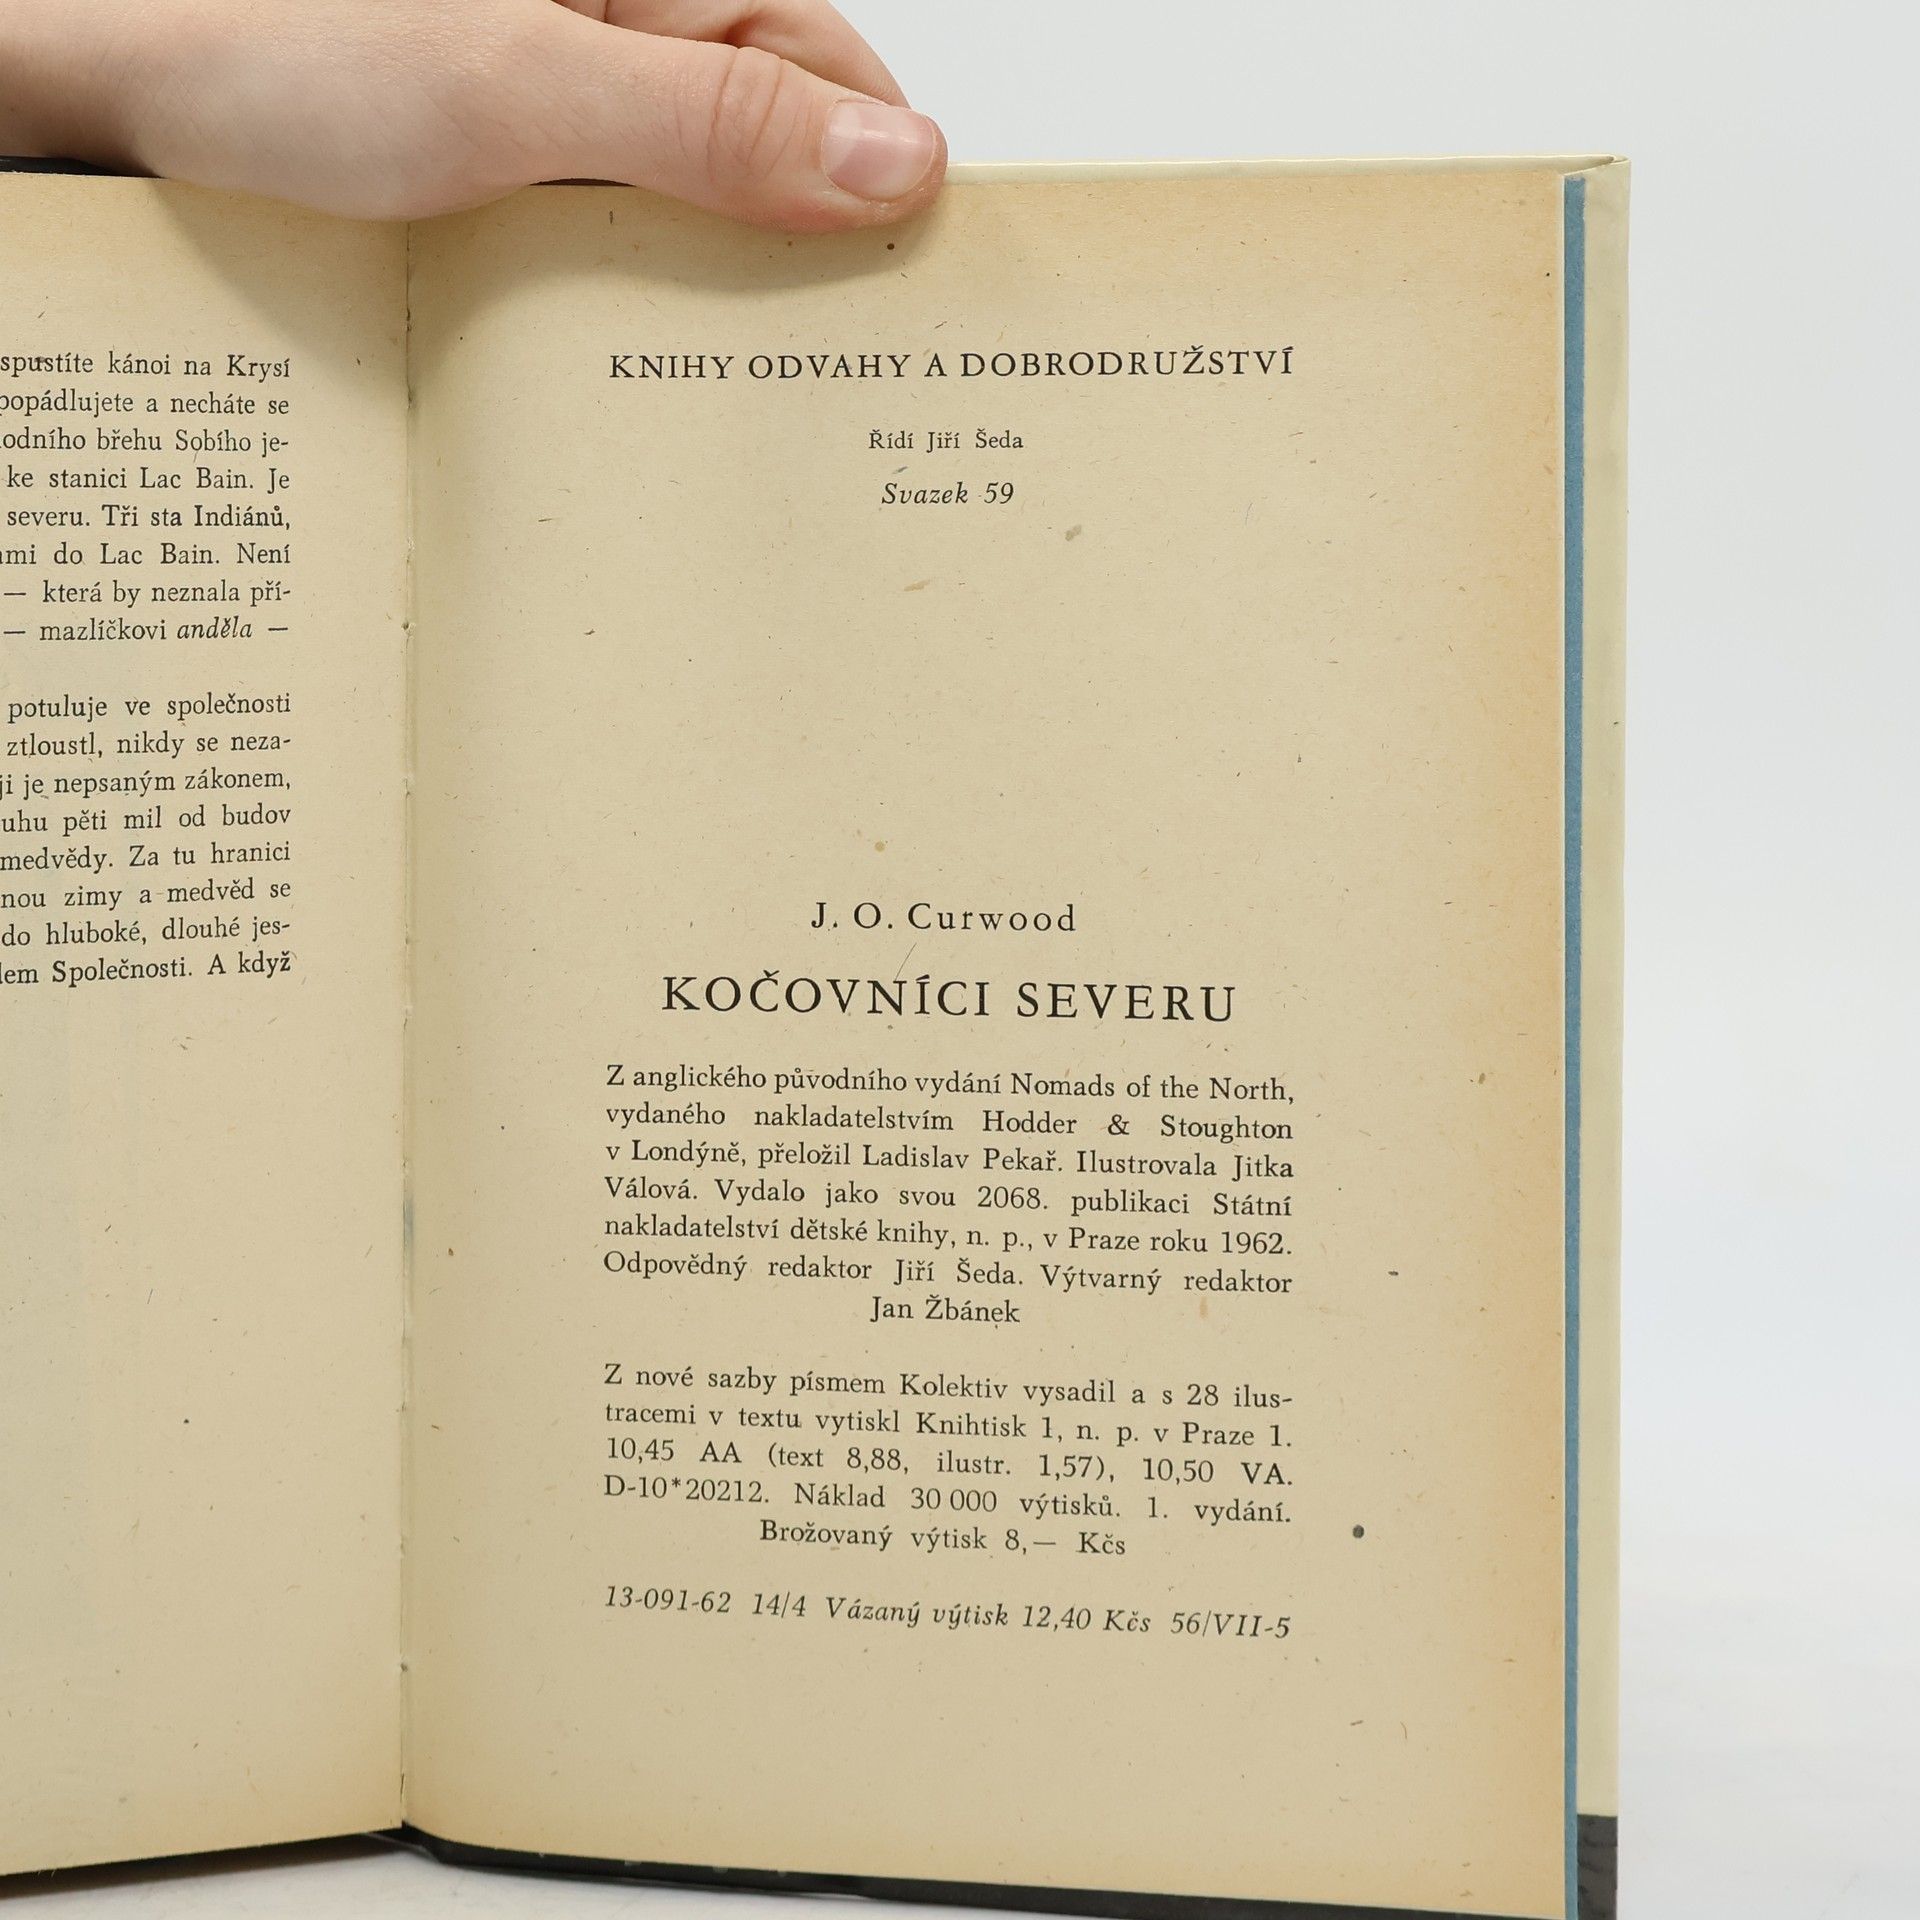 spustíte kánoi na Krysí
popádlujete a necháte se
břehu Sobího je-
ke stanici Lac Bain. Je
severu. Tři sta Indiánů,
do Lac Bain. Není
— která by neznala pří-
— mazlíčkovi anděla —
potuluje ve společnosti
ztloustl, nikdy se neza-
je nepsaným zákonem,
pěti mil od budov
medvědy. Za tu hranici
zimy a medvěd se
do hluboké, dlouhé jes-
Společnosti. A když
KNIHY ODVAHY A DOBRODRUŽSTVÍ
Řídí Jiří Šeda
Svazek 59
J. O. Curwood
KOČOVNÍCI SEVERU
Z anglického původního vydání Nomads of the North,
vydaného nakladatelstvím Hodder & Stoughton
v Londýně, přeložil Ladislav Pekař. Ilustrovala Jitka
Válová. Vydalo jako svou 2068. publikaci Státní
nakladatelství dětské knihy, n. p., v Praze roku 1962.
Odpovědný redaktor Jiří Šeda. Výtvarný redaktor
Jan Žbánek
Z nové sazby písmem Kolektiv vysadil a s 28 ilus-
tracemi v textu vytiskl Knihtisk 1, n. p. v Praze 1.
10,45 AA (text 8,88, ilustr. 1,57), 10,50 VA.
D-10*20212. Náklad 30 000 výtisků. 1. vydání.
Brožovaný výtisk 8,— Kčs
13-091-62 14/4 Vázaný výtisk 12,40 Kčs 56/VII-5